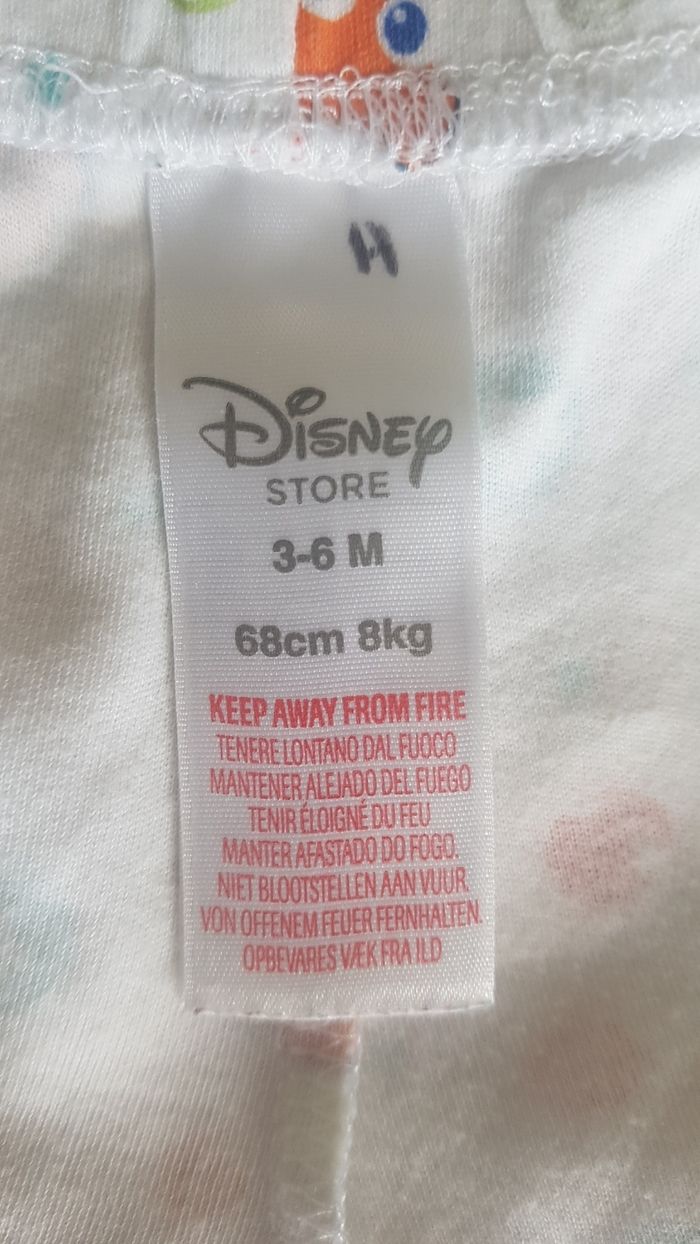 H
Disney
STORE
3-6 M
68cm 8kg
KEEP AWAY FROM FIRE
TENERE LONTANO DAL FUOCO
MANTENER ALEJADO DEL FUEGO
TENIR ÉLOIGNÉ DU FEU
MANTER AFASTADO DO FOGO.
NIET BLOOTSTELLEN AAN VUUR.
VON OFFENEM FEUER FERNHALTEN.
OPBEVARES VÆK FRA ILD